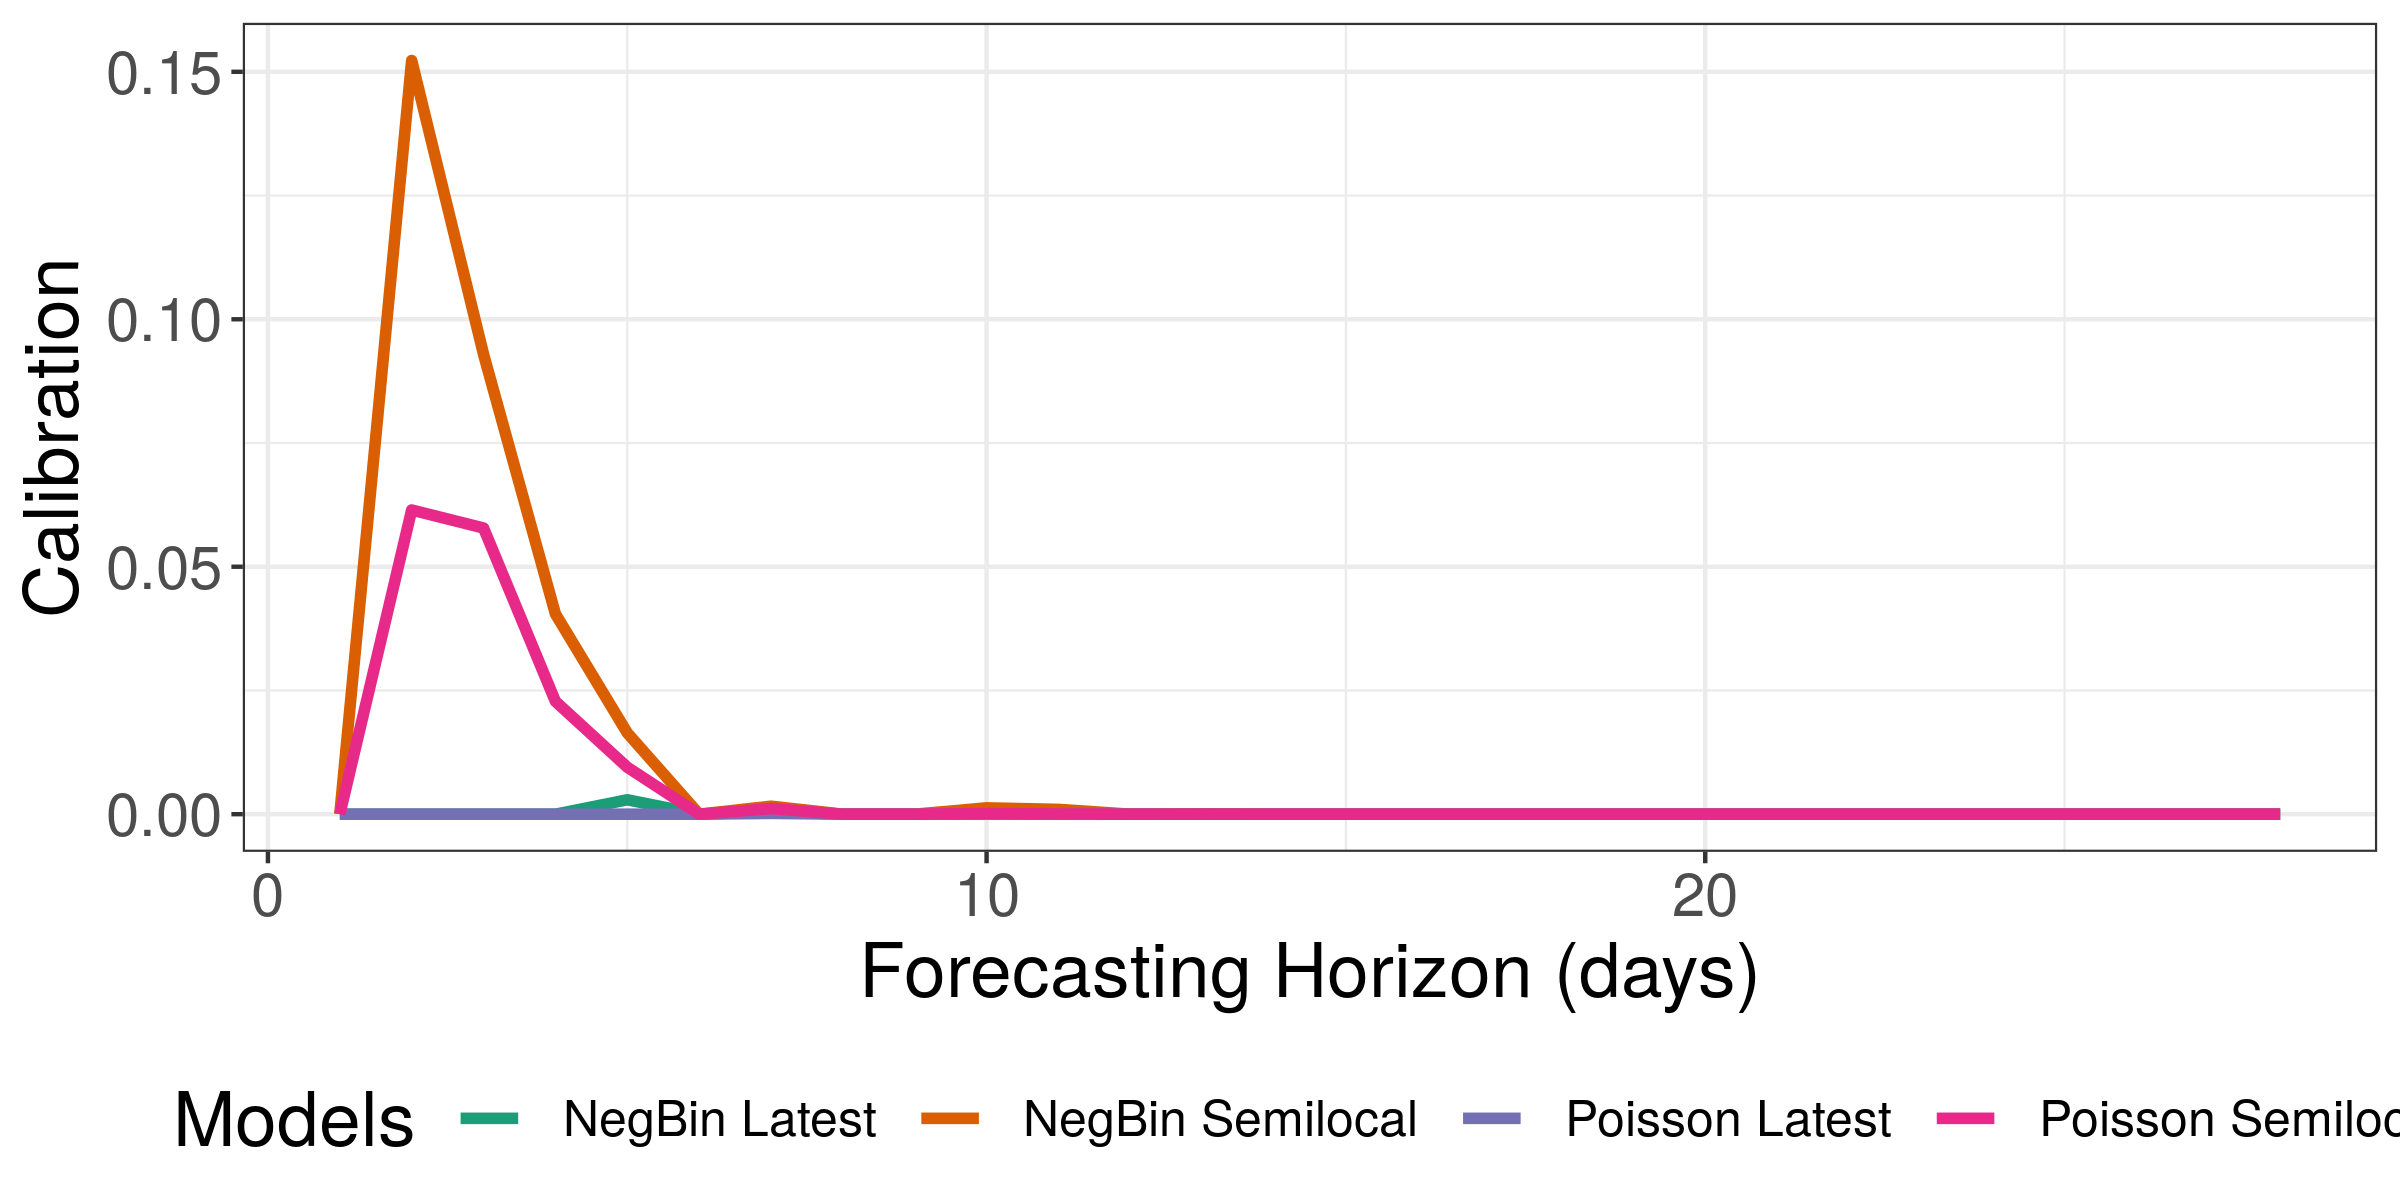 Calibration
0.15
0.10
0.05
0.00
0 10 20
Forecasting Horizon (days)
Models NegBin Latest NegBin Semilocal Poisson Latest Poisson